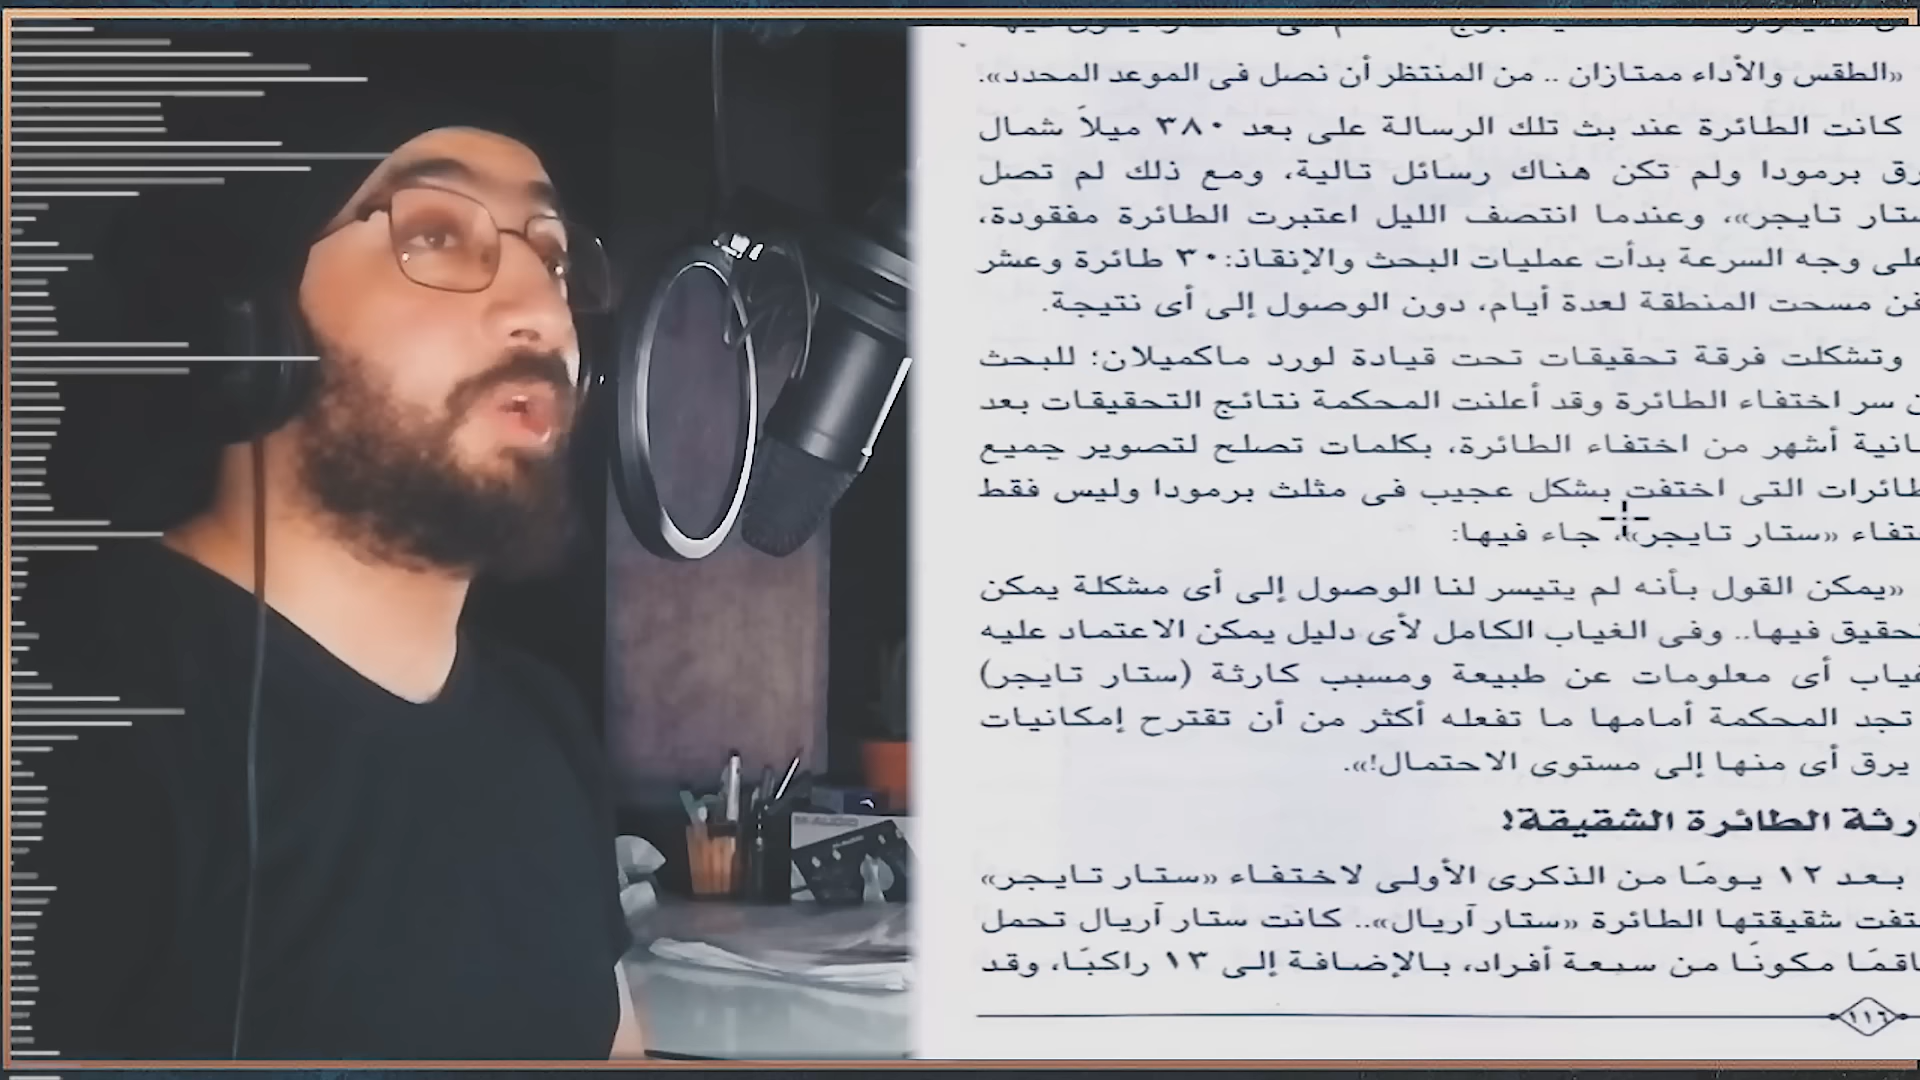 «الطقس والأداء ممتازان .. من المنتظر أن نصل فى الموعد المحدد».
كانت الطائرة عند بث تلك الرسالة على بعد ٣٨٠ ميلاً شمال
برمودا ولم تكن هناك رسائل تالية، ومع ذلك لم تصل
تايجر»، وعندما انتصف الليل اعتبرت الطائرة مفقودة،
وجه السرعة بدأت عمليات البحث والإنقاذ: ٣٠ طائرة وعشر
مسحت المنطقة لعدة أيام، دون الوصول إلى أى نتيجة.
وتشكلت فرقة تحقيقات تحت قيادة لورد ماكميلان؛ للبحث
سر اختفاء الطائرة وقد أعلنت المحكمة نتائج التحقيقات بعد
أشهر من اختفاء الطائرة، بكلمات تصلح لتصوير جميع
التى اختفت بشكل عجيب فى مثلث برمودا وليس فقط
«ستار تايجر»، جاء فيها:
«يمكن القول بأنه لم يتيسر لنا الوصول إلى أى مشكلة يمكن
فيها.. وفى الغياب الكامل لأى دليل يمكن الاعتماد عليه
أى معلومات عن طبيعة ومسبب كارثة (ستار تايجر)
تجد المحكمة أمامها ما تفعله أكثر من أن تقترح إمكانيات
يرق أى منها إلى مستوى الاحتمال!».
الطائرة الشقيقة!
بعد ١٢ يومًا من الذكرى الأولى لاختفاء «ستار تايجر»
شقيقتها الطائرة «ستار آريال».. كانت ستار آريال تحمل
مكونًا من سبعة أفراد، بالإضافة إلى ١٣ راكبًا، وقد
١١٦
M-AUDIO